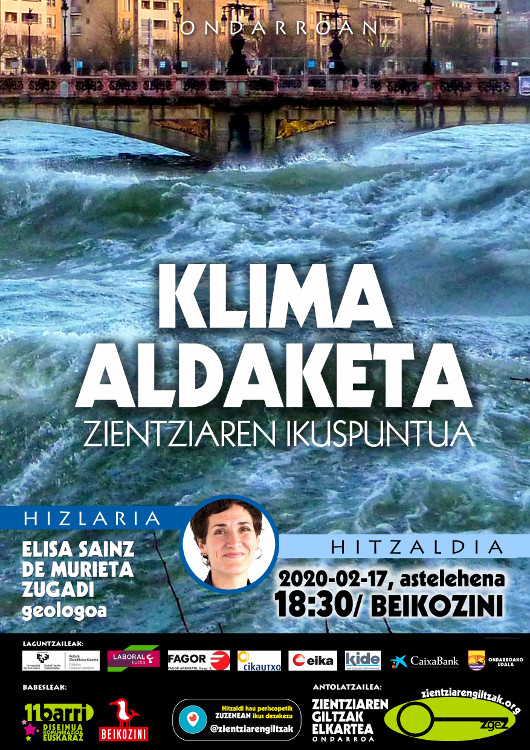 ONDARROAN
KLIMA
ALDAKETA
ZIENTZIAREN IKUSPUNTUA
HIZLARIA
ELISA SAINZ
DE MURIETA
ZUGADI
geologoa
HITZALDIA
2020-02-17, astelehena
18:30/ BEIKOZINI
LAGUNTZAILEAK:
LABORAL
kutxa
FAGOR
cikautxo
eika
kide
CaixaBank
ONDARROAKO
UDALA
BABESLEAK:
11barri
DISEINUA
KOMUNIKAZIOA
EUSKARAZ
BEIKOZINI
Hitzaldi hau periscopetik
ZUZENEAN ikus dezakezu
@zientziarengiltzak
ANTOLATZAILEA:
ZIENTZIAREN
GILTZAK
ELKARTEA
ONDARROA
zientziarengiltzak.org
zgez